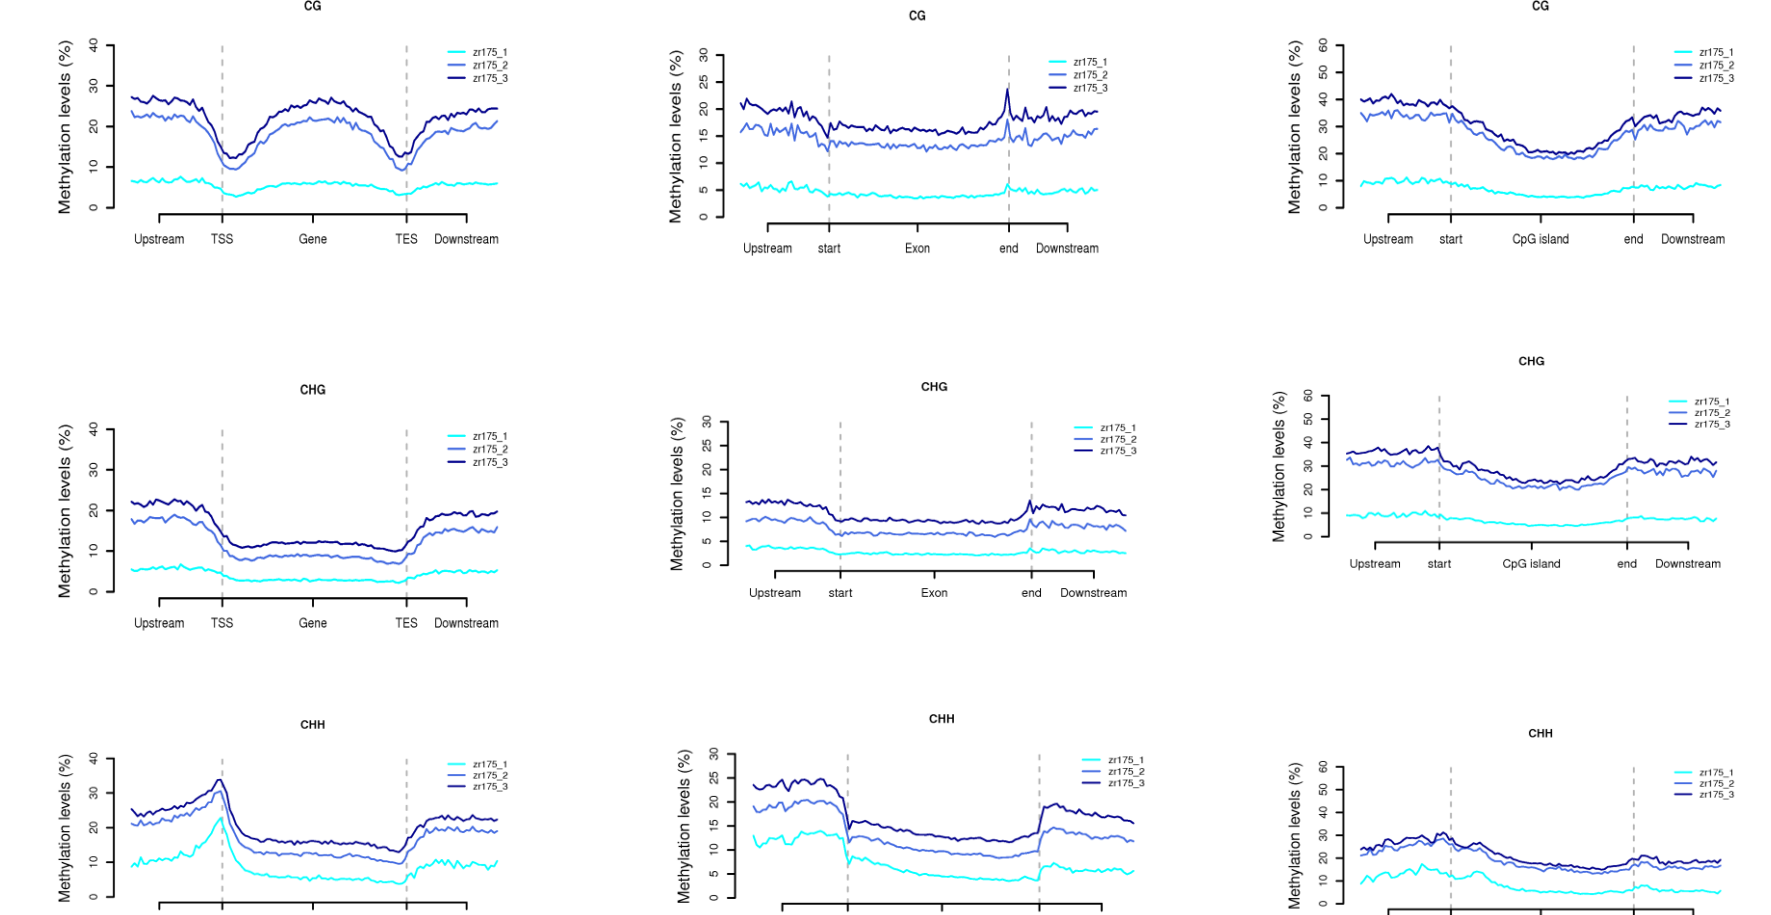 CG
Methylation levels (%)
0 10 20 30 40
zr175_1
zr175_2
zr175_3
Upstream TSS Gene TES Downstream
CG
Methylation levels (%)
0 5 10 15 20 25 30
zr175_1
zr175_2
zr175_3
Upstream start Exon end Downstream
CG
Methylation levels (%)
0 10 20 30 40 50 60
zr175_1
zr175_2
zr175_3
Upstream start CpG island end Downstream
CHG
Methylation levels (%)
0 10 20 30 40
zr175_1
zr175_2
zr175_3
Upstream TSS Gene TES Downstream
CHG
Methylation levels (%)
0 5 10 15 20 25 30
zr175_1
zr175_2
zr175_3
Upstream start Exon end Downstream
CHG
Methylation levels (%)
0 10 20 30 40 50 60
zr175_1
zr175_2
zr175_3
Upstream start CpG island end Downstream
CHH
Methylation levels (%)
0 10 20 30 40
zr175_1
zr175_2
zr175_3
CHH
Methylation levels (%)
0 5 10 15 20 25 30
zr175_1
zr175_2
zr175_3
CHH
Methylation levels (%)
0 10 20 30 40 50 60
zr175_1
zr175_2
zr175_3